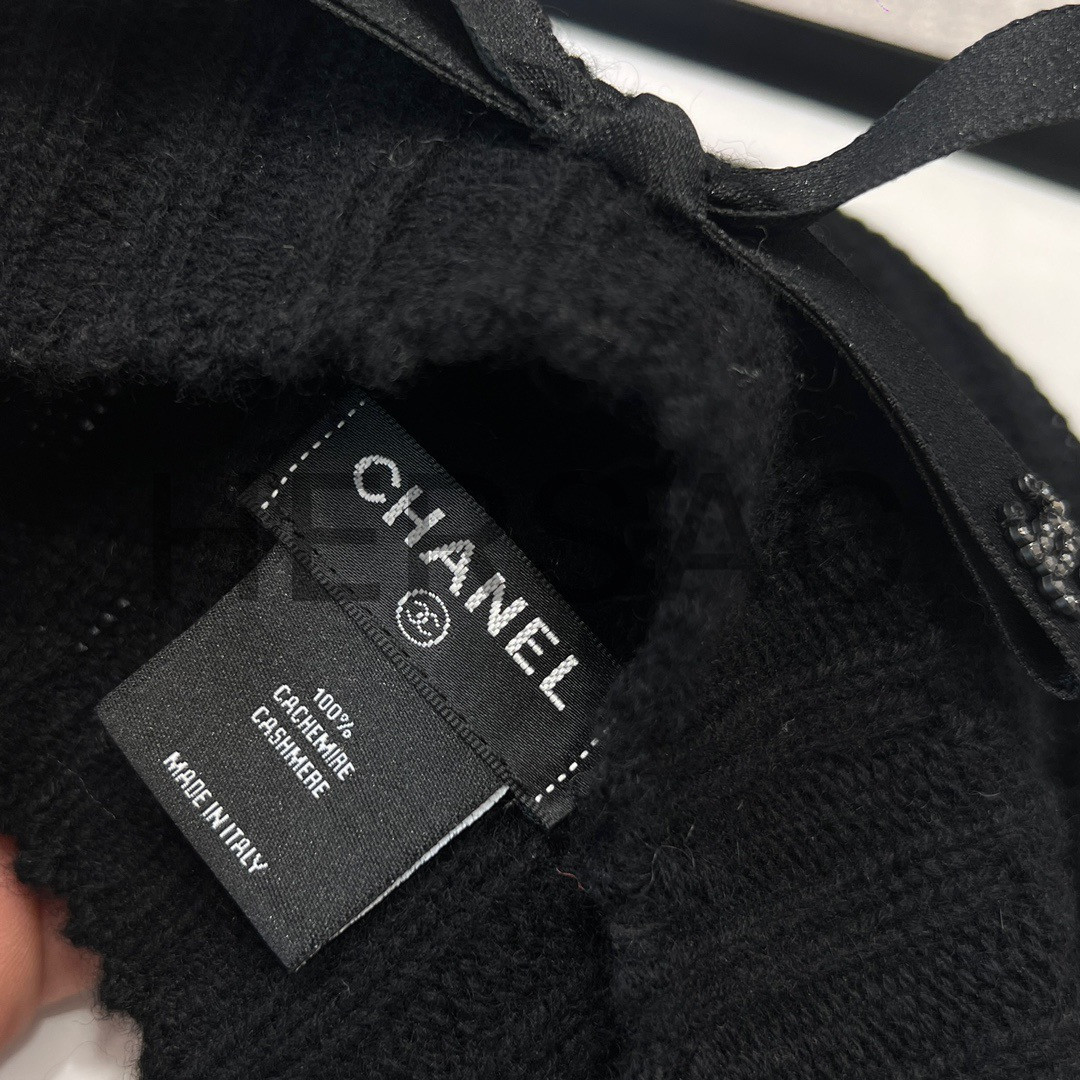 CHANEL
100%
CACHEMIRE
CASHMERE
MADE IN ITALY